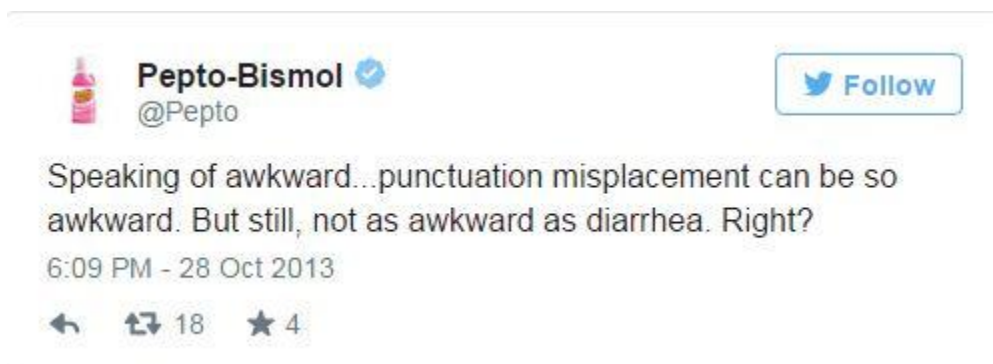 Pepto-Bismol
@Pepto
Follow
Speaking of awkward...punctuation misplacement can be so
awkward. But still, not as awkward as diarrhea. Right?
6:09 PM - 28 Oct 2013
18 4